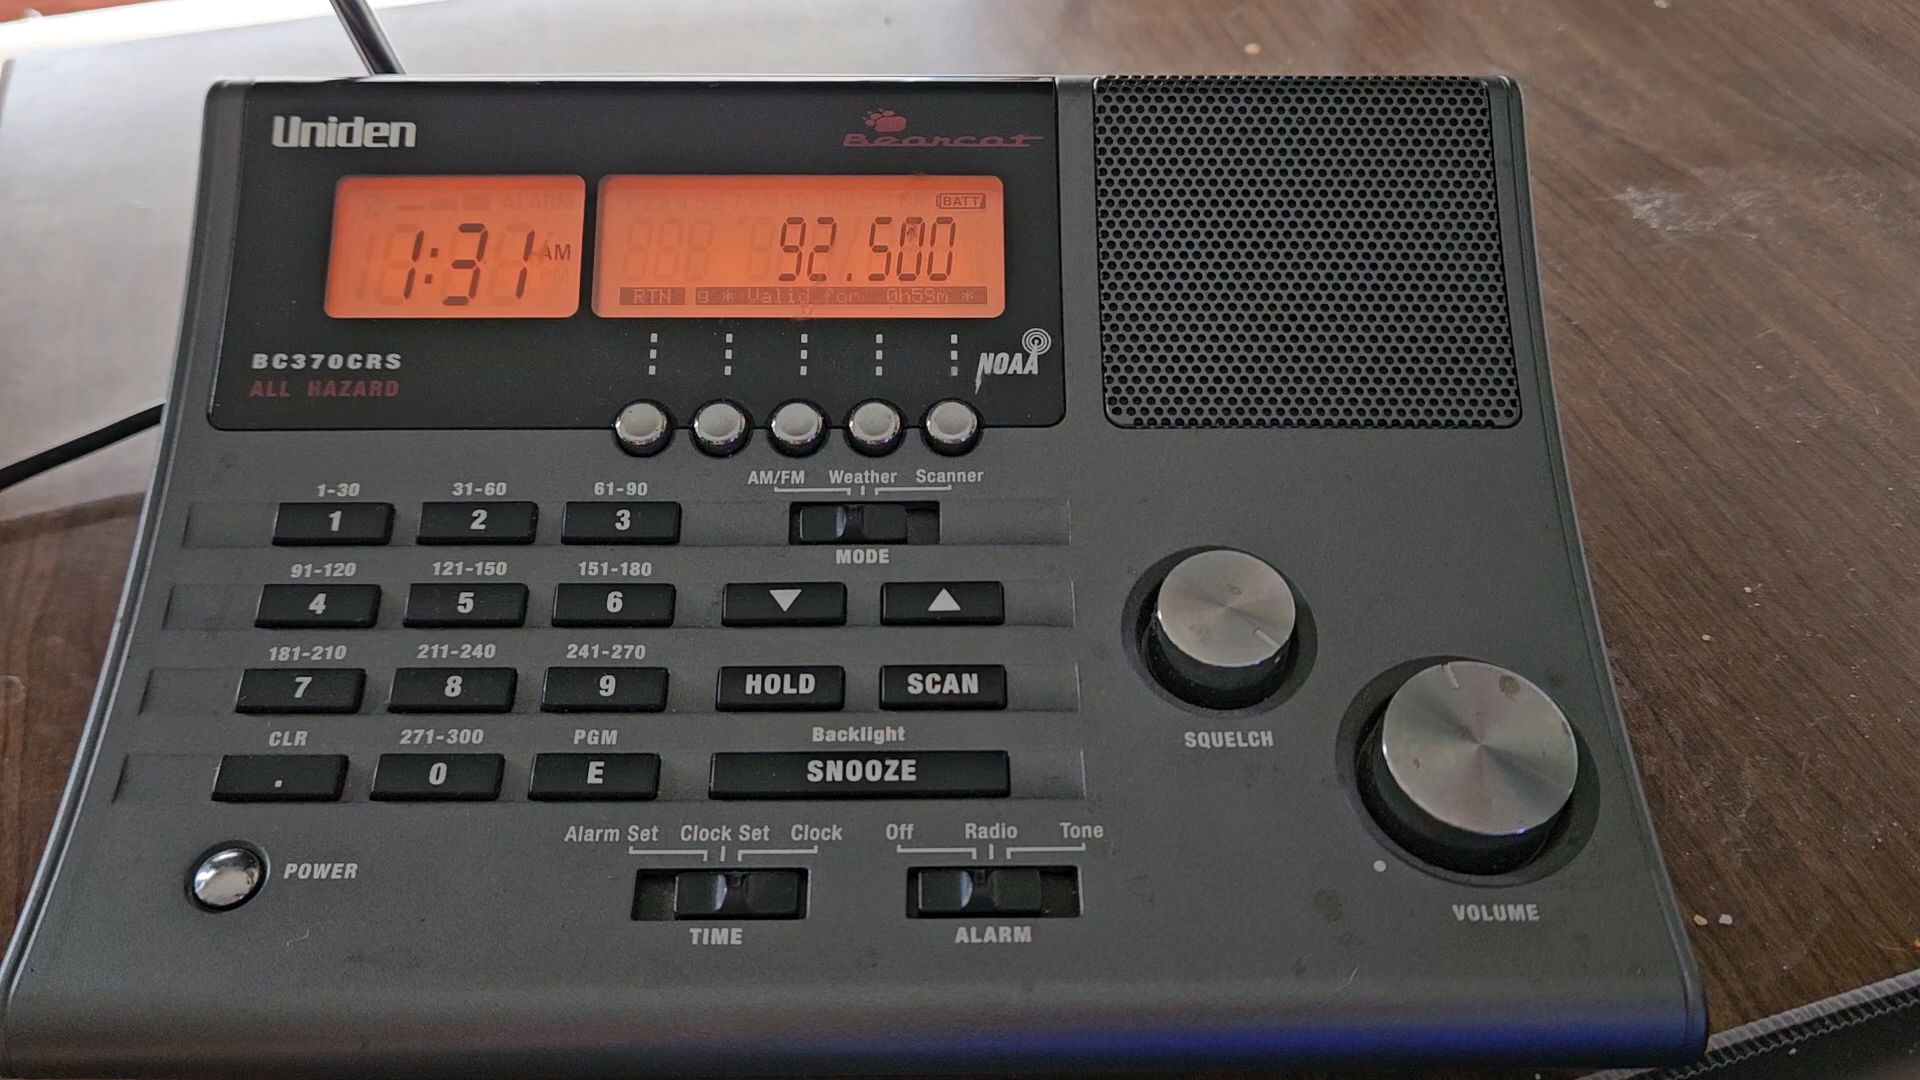 Uniden
Bearcat
BATT
1:31 AM
92.500
RTN g * Valid for 0h59m *
BC370CRS
ALL HAZARD
NOAA
AM/FM Weather Scanner
MODE
1-30 31-60 61-90
1 2 3
91-120 121-150 151-180
4 5 6
181-210 211-240 241-270
7 8 9
HOLD SCAN
CLR 271-300 PGM
. 0 E
Backlight
SNOOZE
SQUELCH
VOLUME
POWER
Alarm Set Clock Set Clock
TIME
Off Radio Tone
ALARM